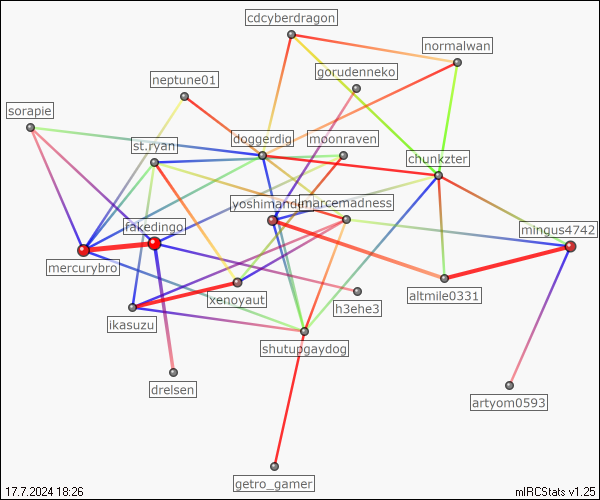 cdcyberdragon
normalwan
neptune01
gorudenneko
sorapie
st.ryan
doggerdig
moonraven
chunkzter
yoshimande
marcemadness
fakedingo
mingus4742
mercurybro
xenoyaut
altmile0331
ikasuzu
h3ehe3
shutupgaydog
drelsen
artyom0593
getro_gamer
17.7.2024 18:26
mIRCStats v1.25